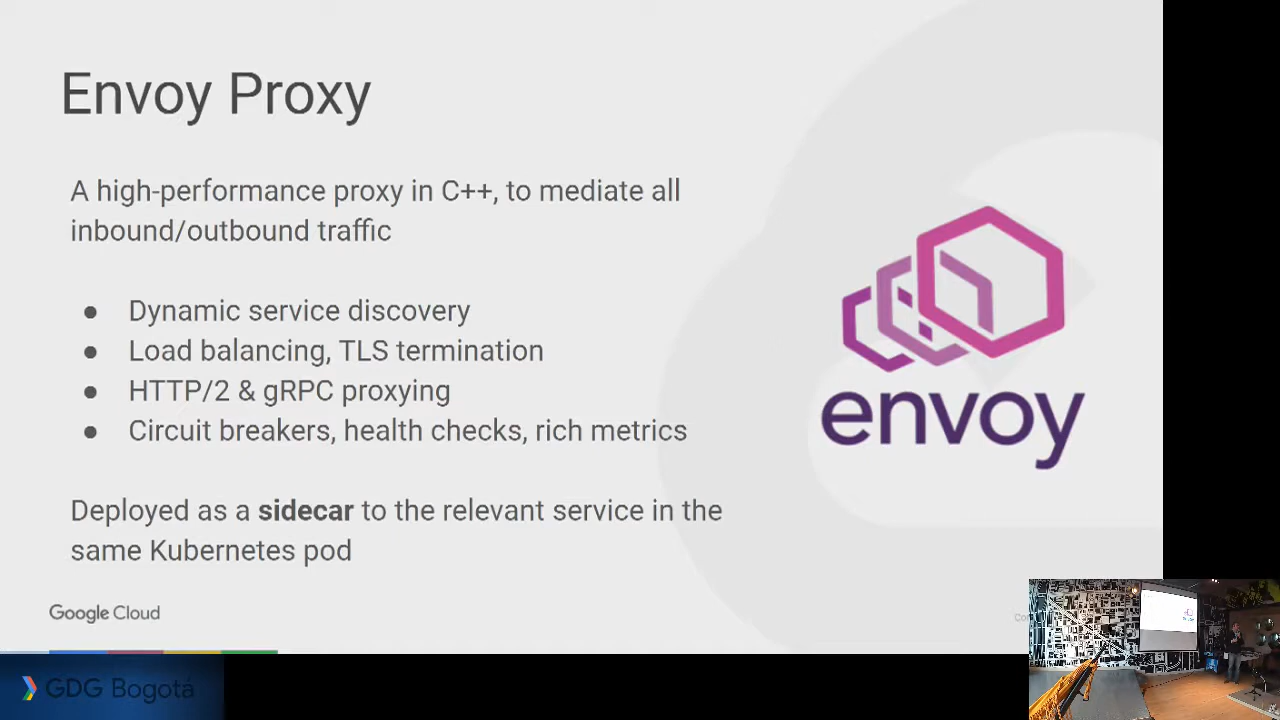 Envoy Proxy
A high-performance proxy in C++, to mediate all
inbound/outbound traffic
● Dynamic service discovery
● Load balancing, TLS termination
● HTTP/2 & gRPC proxying
● Circuit breakers, health checks, rich metrics
Deployed as a sidecar to the relevant service in the
same Kubernetes pod
envoy
Google Cloud
GDG Bogotá